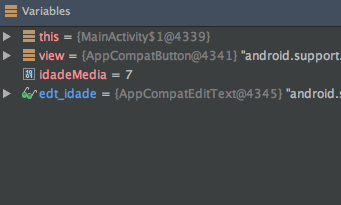 Variables
this = {MainActivity$1@4339}
view = {AppCompatButton@4341} "android.support.
idadeMedia = 7
edt_idade = {AppCompatEditText@4345} "android.s